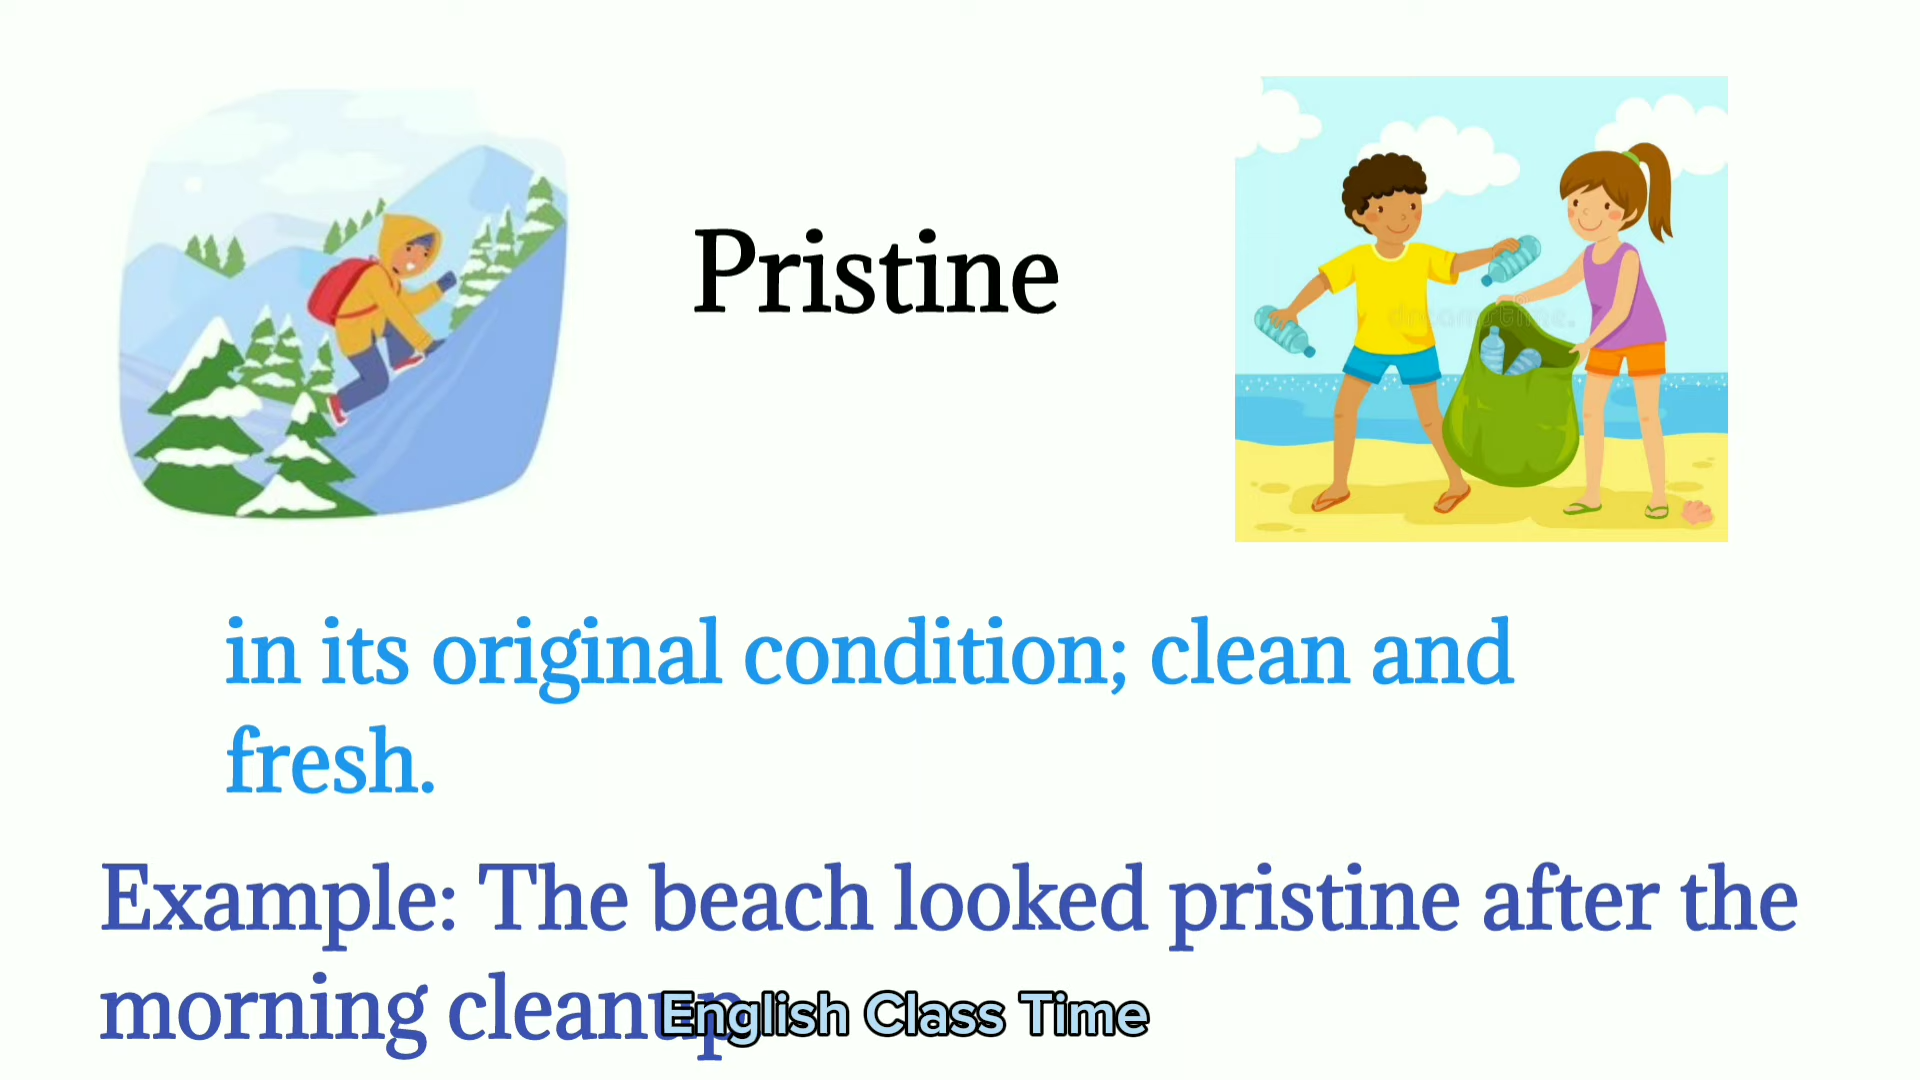 Pristine
in its original condition; clean and
fresh.
Example: The beach looked pristine after the
morning cleanup
English Class Time